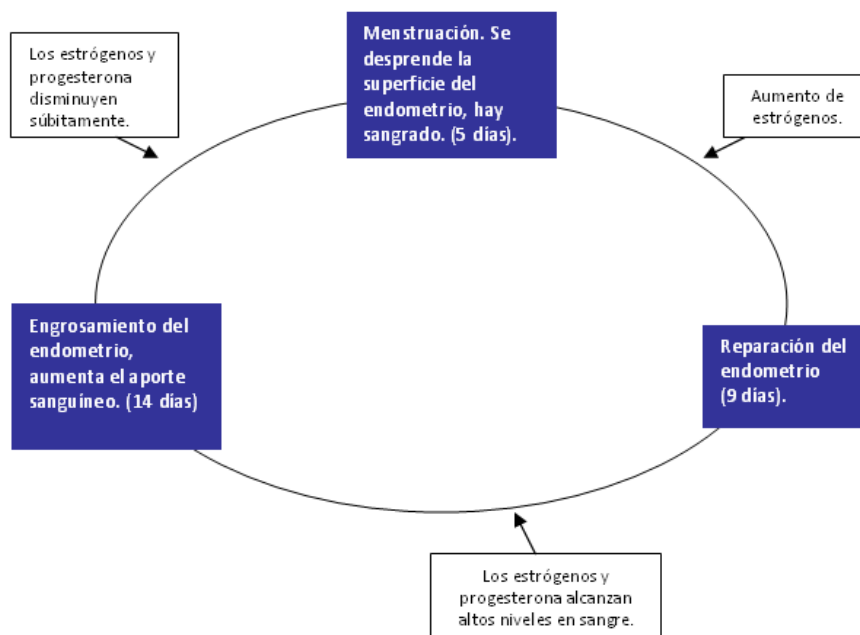 Menstruación. Se
desprende la
superficie del
endometrio, hay
sangrado. (5 días).
Los estrógenos y
progesterona
disminuyen
súbitamente.
Aumento de
estrógenos.
Engrosamiento del
endometrio,
aumenta el aporte
sanguíneo. (14 días)
Reparación del
endometrio
(9 días).
Los estrógenos y
progesterona alcanzan
altos niveles en sangre.